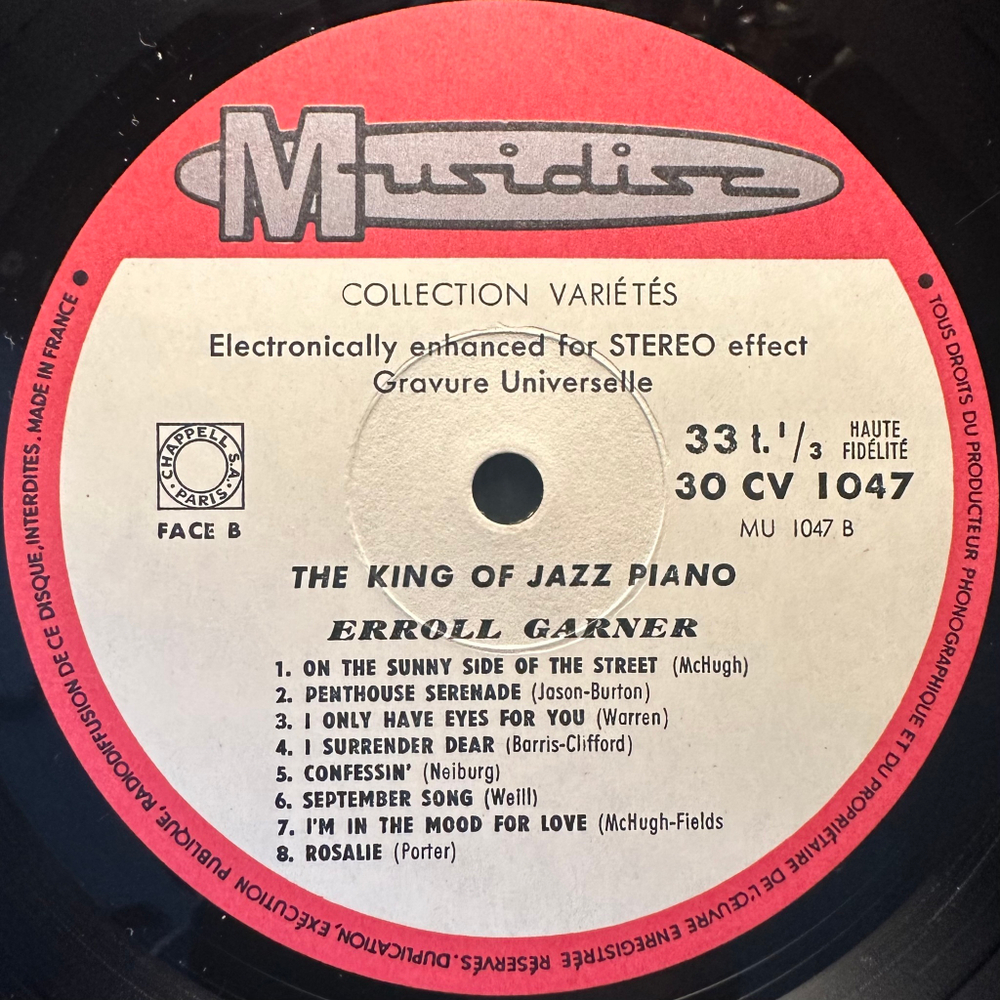 Musidisc
COLLECTION VARIÉTÉS
Electronically enhanced for STEREO effect
Gravure Universelle
CHAPPELL S.A.
· PARIS ·
FACE B
33 t. 1/3 HAUTE FIDÉLITÉ
30 CV 1047
MU 1047 B
THE KING OF JAZZ PIANO
ERROLL GARNER
1. ON THE SUNNY SIDE OF THE STREET (McHugh)
2. PENTHOUSE SERENADE (Jason-Burton)
3. I ONLY HAVE EYES FOR YOU (Warren)
4. I SURRENDER DEAR (Barris-Clifford)
5. CONFESSIN' (Neiburg)
6. SEPTEMBER SONG (Weill)
7. I'M IN THE MOOD FOR LOVE (McHugh-Fields
8. ROSALIE (Porter)
• TOUS DROITS DU PRODUCTEUR PHONOGRAPHIQUE ET DU PROPRIÉTAIRE DE L'ŒUVRE ENREGISTRÉE RÉSERVÉS. DUPLICATION, EXÉCUTION PUBLIQUE, RADIODIFFUSION DE CE DISQUE, INTERDITES. MADE IN FRANCE •